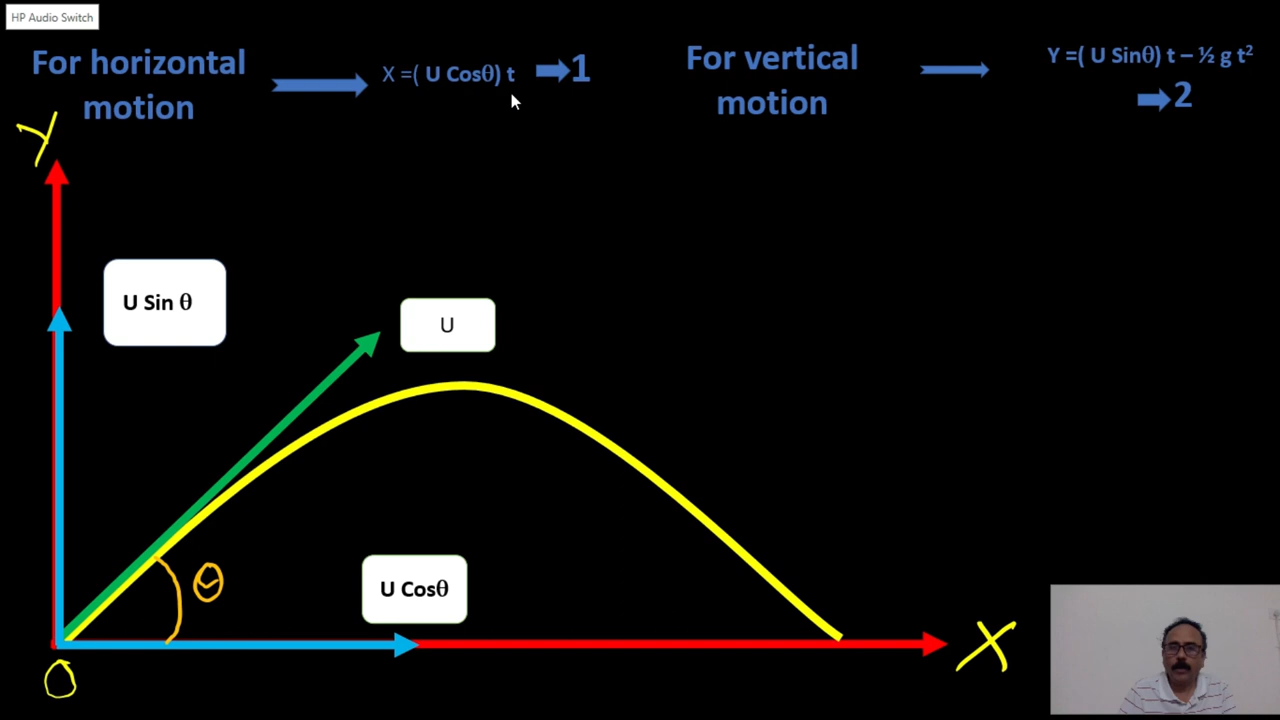 HP Audio Switch
For horizontal
motion
X =( U Cosθ) t
1
For vertical
motion
Y =( U Sinθ) t – ½ g t²
2
Y
U Sin θ
U
θ
U Cosθ
X
O